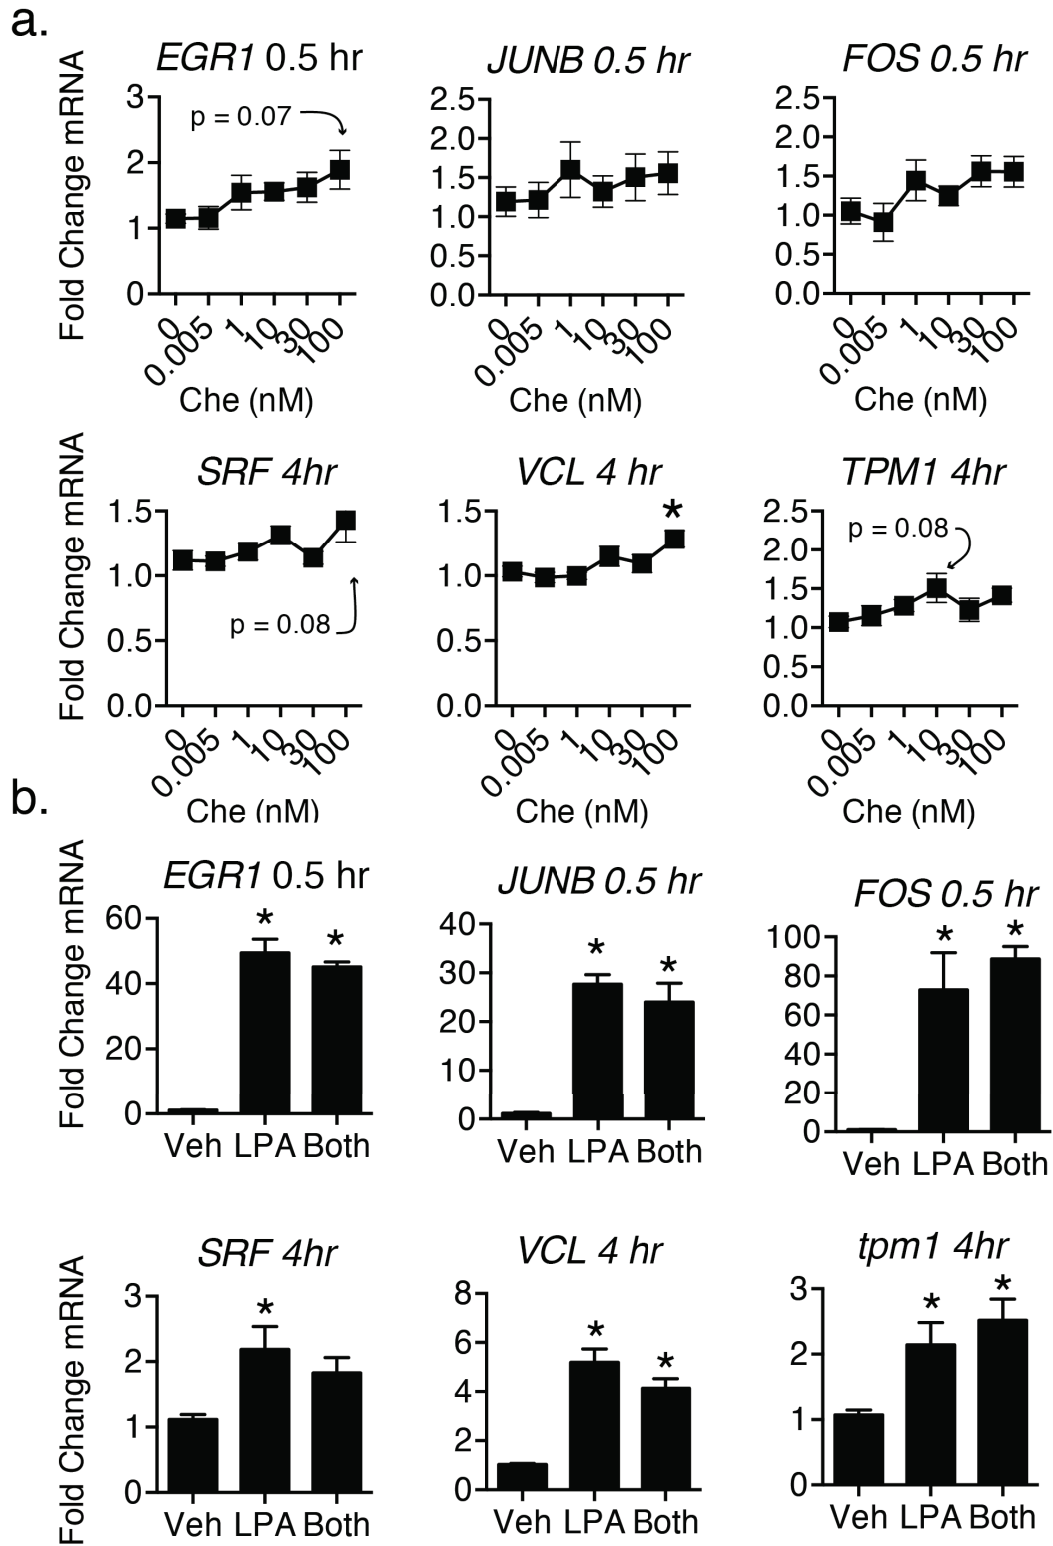 a.
EGR1 0.5 hr
JUNB 0.5 hr
FOS 0.5 hr
Fold Change mRNA
3
2
1
0
p = 0.07
2.5
2.0
1.5
1.0
0.5
0.0
2.5
2.0
1.5
1.0
0.5
0.0
0 0.005 1 10 30 100
0 0.005 1 10 30 100
0 0.005 1 10 30 100
Che (nM)
Che (nM)
Che (nM)
SRF 4hr
VCL 4 hr
TPM1 4hr
Fold Change mRNA
1.5
1.0
0.5
0.0
p = 0.08
1.5
1.0
0.5
0.0
*
2.5
2.0
1.5
1.0
0.5
0.0
p = 0.08
0 0.005 1 10 30 100
0 0.005 1 10 30 100
0 0.005 1 10 30 100
Che (nM)
Che (nM)
Che (nM)
b.
EGR1 0.5 hr
JUNB 0.5 hr
FOS 0.5 hr
Fold Change mRNA
60
40
20
0
* *
40
30
20
10
0
* *
100
80
60
40
20
0
* *
Veh LPA Both
Veh LPA Both
Veh LPA Both
SRF 4hr
VCL 4 hr
tpm1 4hr
Fold Change mRNA
3
2
1
0
*
8
6
4
2
0
* *
3
2
1
0
* *
Veh LPA Both
Veh LPA Both
Veh LPA Both